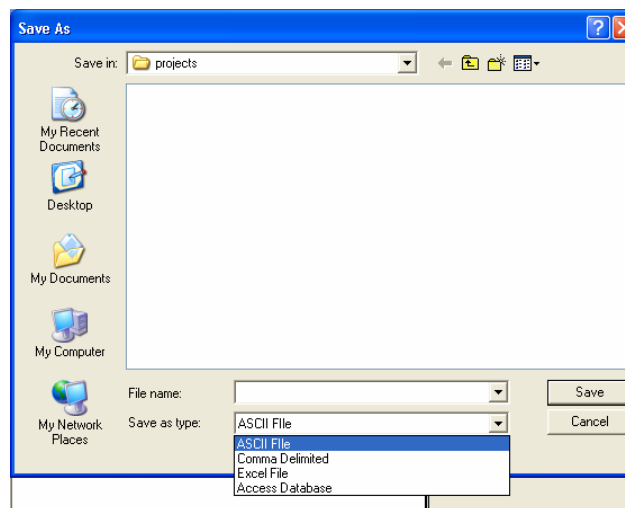 Save As
Save in: projects
My Recent
Documents
Desktop
My Documents
My Computer
My Network
Places
File name:
Save
Save as type: ASCII FIle
Cancel
ASCII FIle
Comma Delimited
Excel File
Access Database